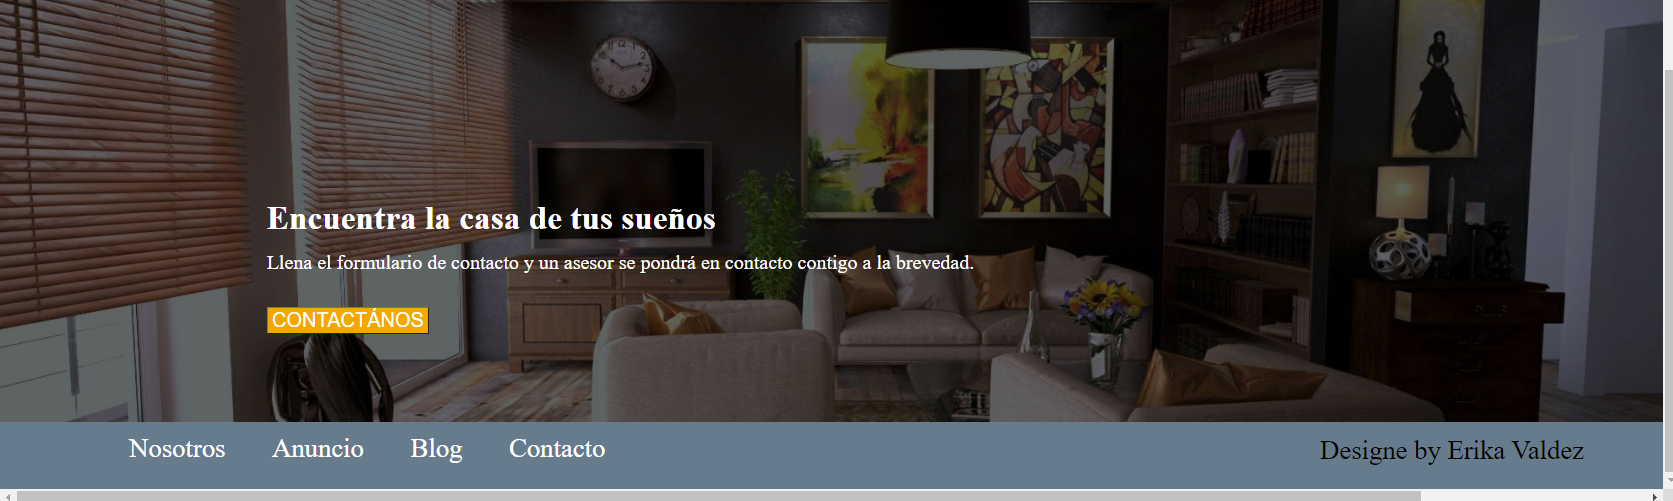 Encuentra la casa de tus sueños
Llena el formulario de contacto y un asesor se pondrá en contacto contigo a la brevedad.
CONTACTÁNOS
Nosotros Anuncio Blog Contacto Designe by Erika Valdez